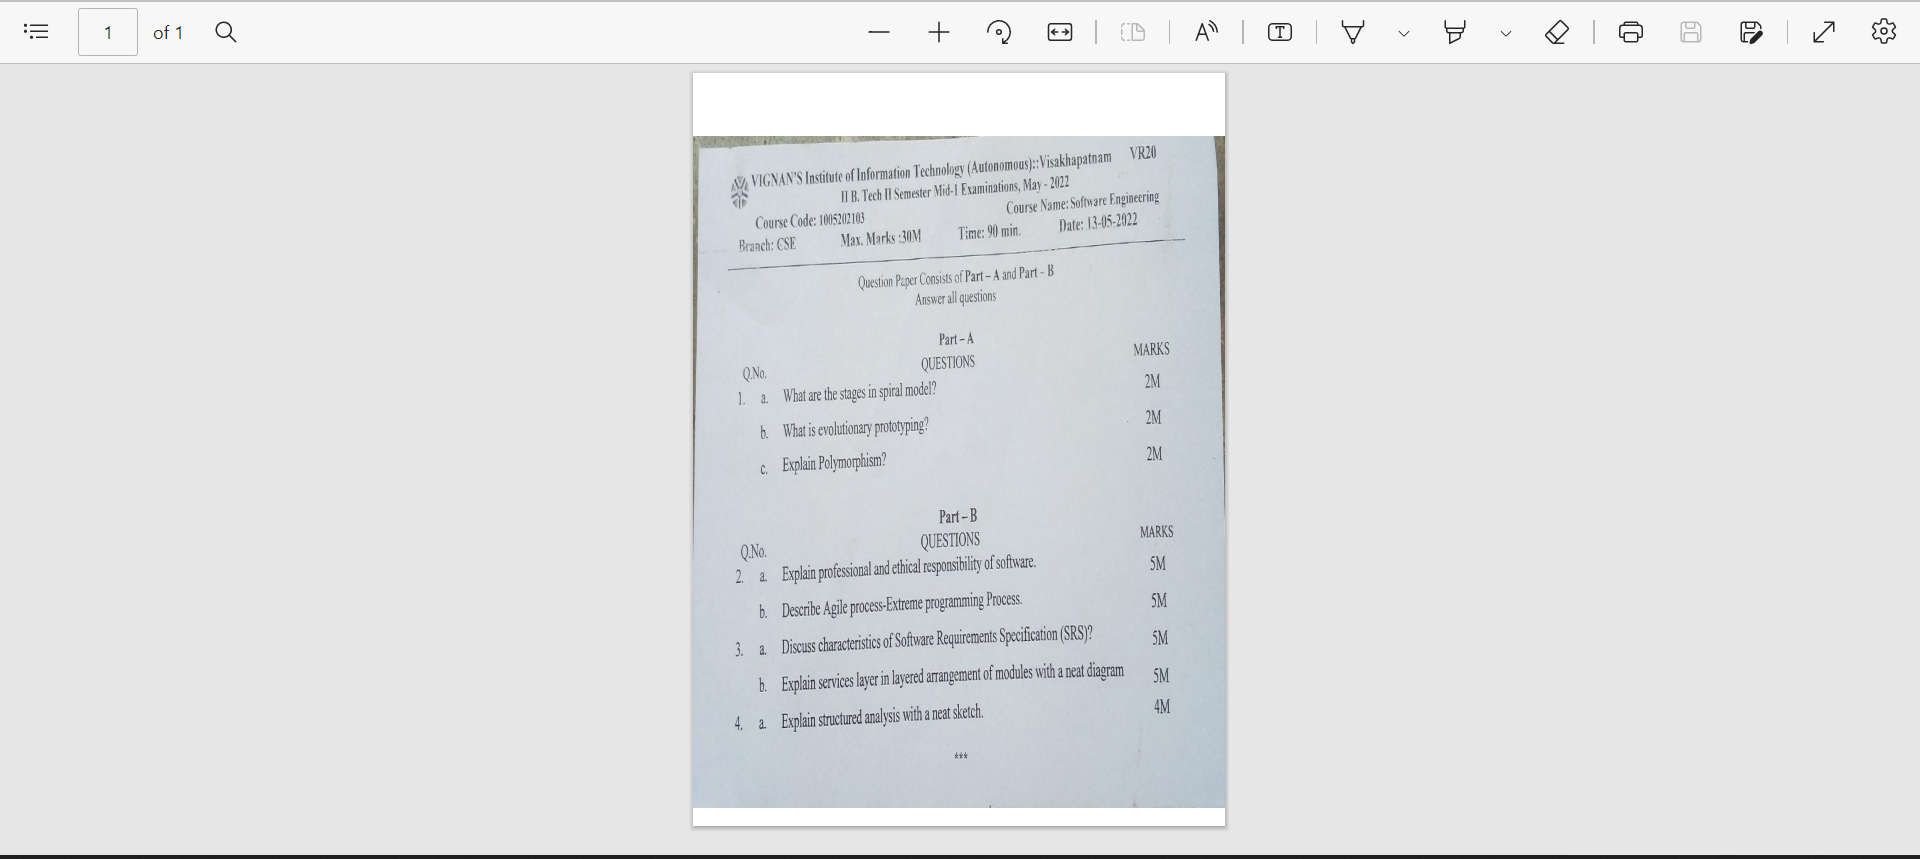 1 of 1
VIGNAN'S Institute of Information Technology (Autonomous)::Visakhapatnam VR20
II B. Tech II Semester Mid-1 Examinations, May - 2022
Course Code: 1005202103 Course Name: Software Engineering
Branch: CSE Max. Marks :30M Time: 90 min. Date: 13-05-2022
Question Paper Consists of Part – A and Part - B
Answer all questions
Part – A
Q.No. QUESTIONS MARKS
1. a. What are the stages in spiral model? 2M
b. What is evolutionary prototyping? 2M
c. Explain Polymorphism? 2M
Part – B
Q.No. QUESTIONS MARKS
2. a. Explain professional and ethical responsibility of software. 5M
b. Describe Agile process-Extreme programming Process. 5M
3. a. Discuss characteristics of Software Requirements Specification (SRS)? 5M
b. Explain services layer in layered arrangement of modules with a neat diagram 5M
4. a. Explain structured analysis with a neat sketch. 4M
***